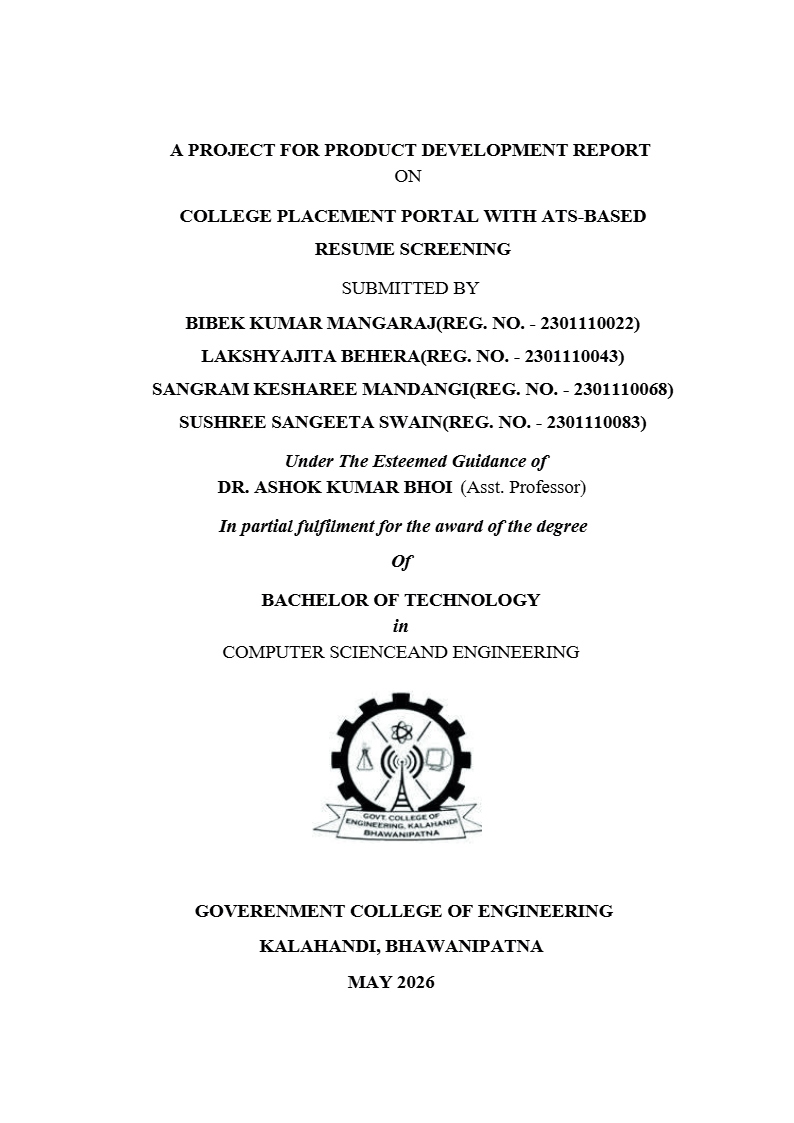 A PROJECT FOR PRODUCT DEVELOPMENT REPORT
ON
COLLEGE PLACEMENT PORTAL WITH ATS-BASED
RESUME SCREENING
SUBMITTED BY
BIBEK KUMAR MANGARAJ(REG. NO. - 2301110022)
LAKSHYAJITA BEHERA(REG. NO. - 2301110043)
SANGRAM KESHAREE MANDANGI(REG. NO. - 2301110068)
SUSHREE SANGEETA SWAIN(REG. NO. - 2301110083)
Under The Esteemed Guidance of
DR. ASHOK KUMAR BHOI (Asst. Professor)
In partial fulfilment for the award of the degree
Of
BACHELOR OF TECHNOLOGY
in
COMPUTER SCIENCEAND ENGINEERING
GOVT. COLLEGE OF
ENGINEERING, KALAHANDI
BHAWANIPATNA
GOVERENMENT COLLEGE OF ENGINEERING
KALAHANDI, BHAWANIPATNA
MAY 2026